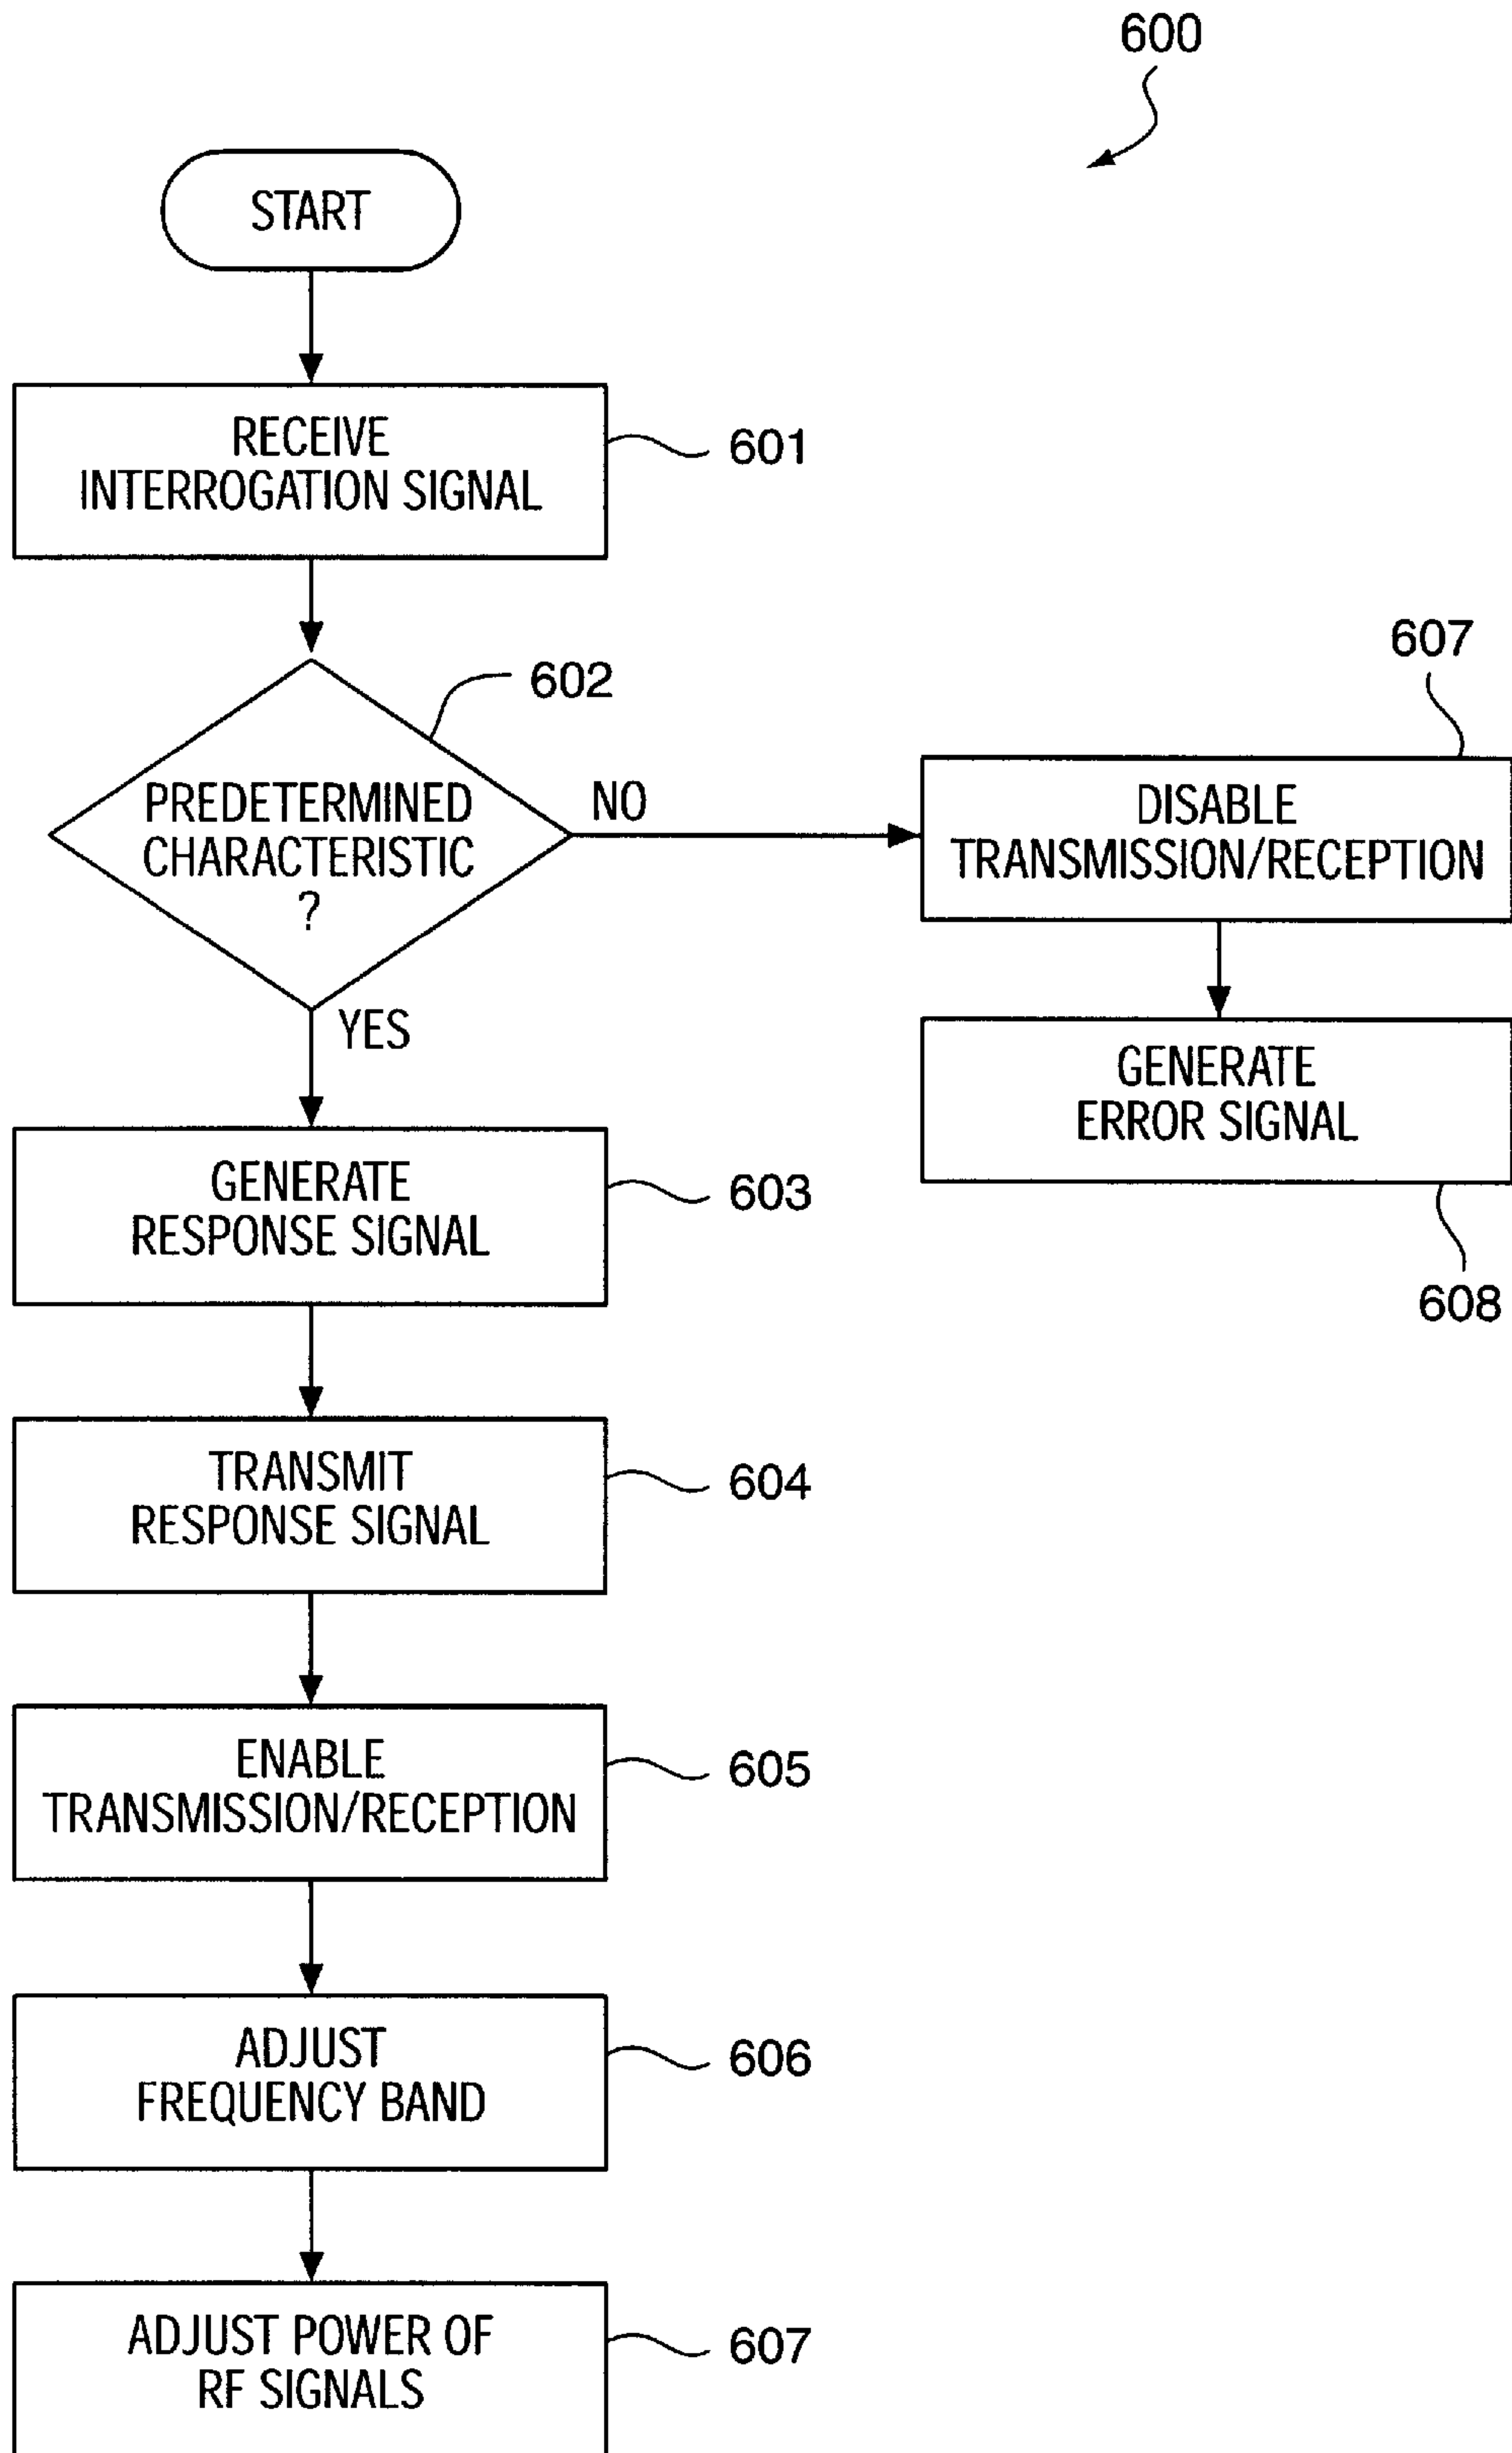 600
START
RECEIVE
INTERROGATION SIGNAL
601
602
PREDETERMINED
CHARACTERISTIC
?
NO
YES
607
DISABLE
TRANSMISSION/RECEPTION
GENERATE
ERROR SIGNAL
608
GENERATE
RESPONSE SIGNAL
603
TRANSMIT
RESPONSE SIGNAL
604
ENABLE
TRANSMISSION/RECEPTION
605
ADJUST
FREQUENCY BAND
606
ADJUST POWER OF
RF SIGNALS
607